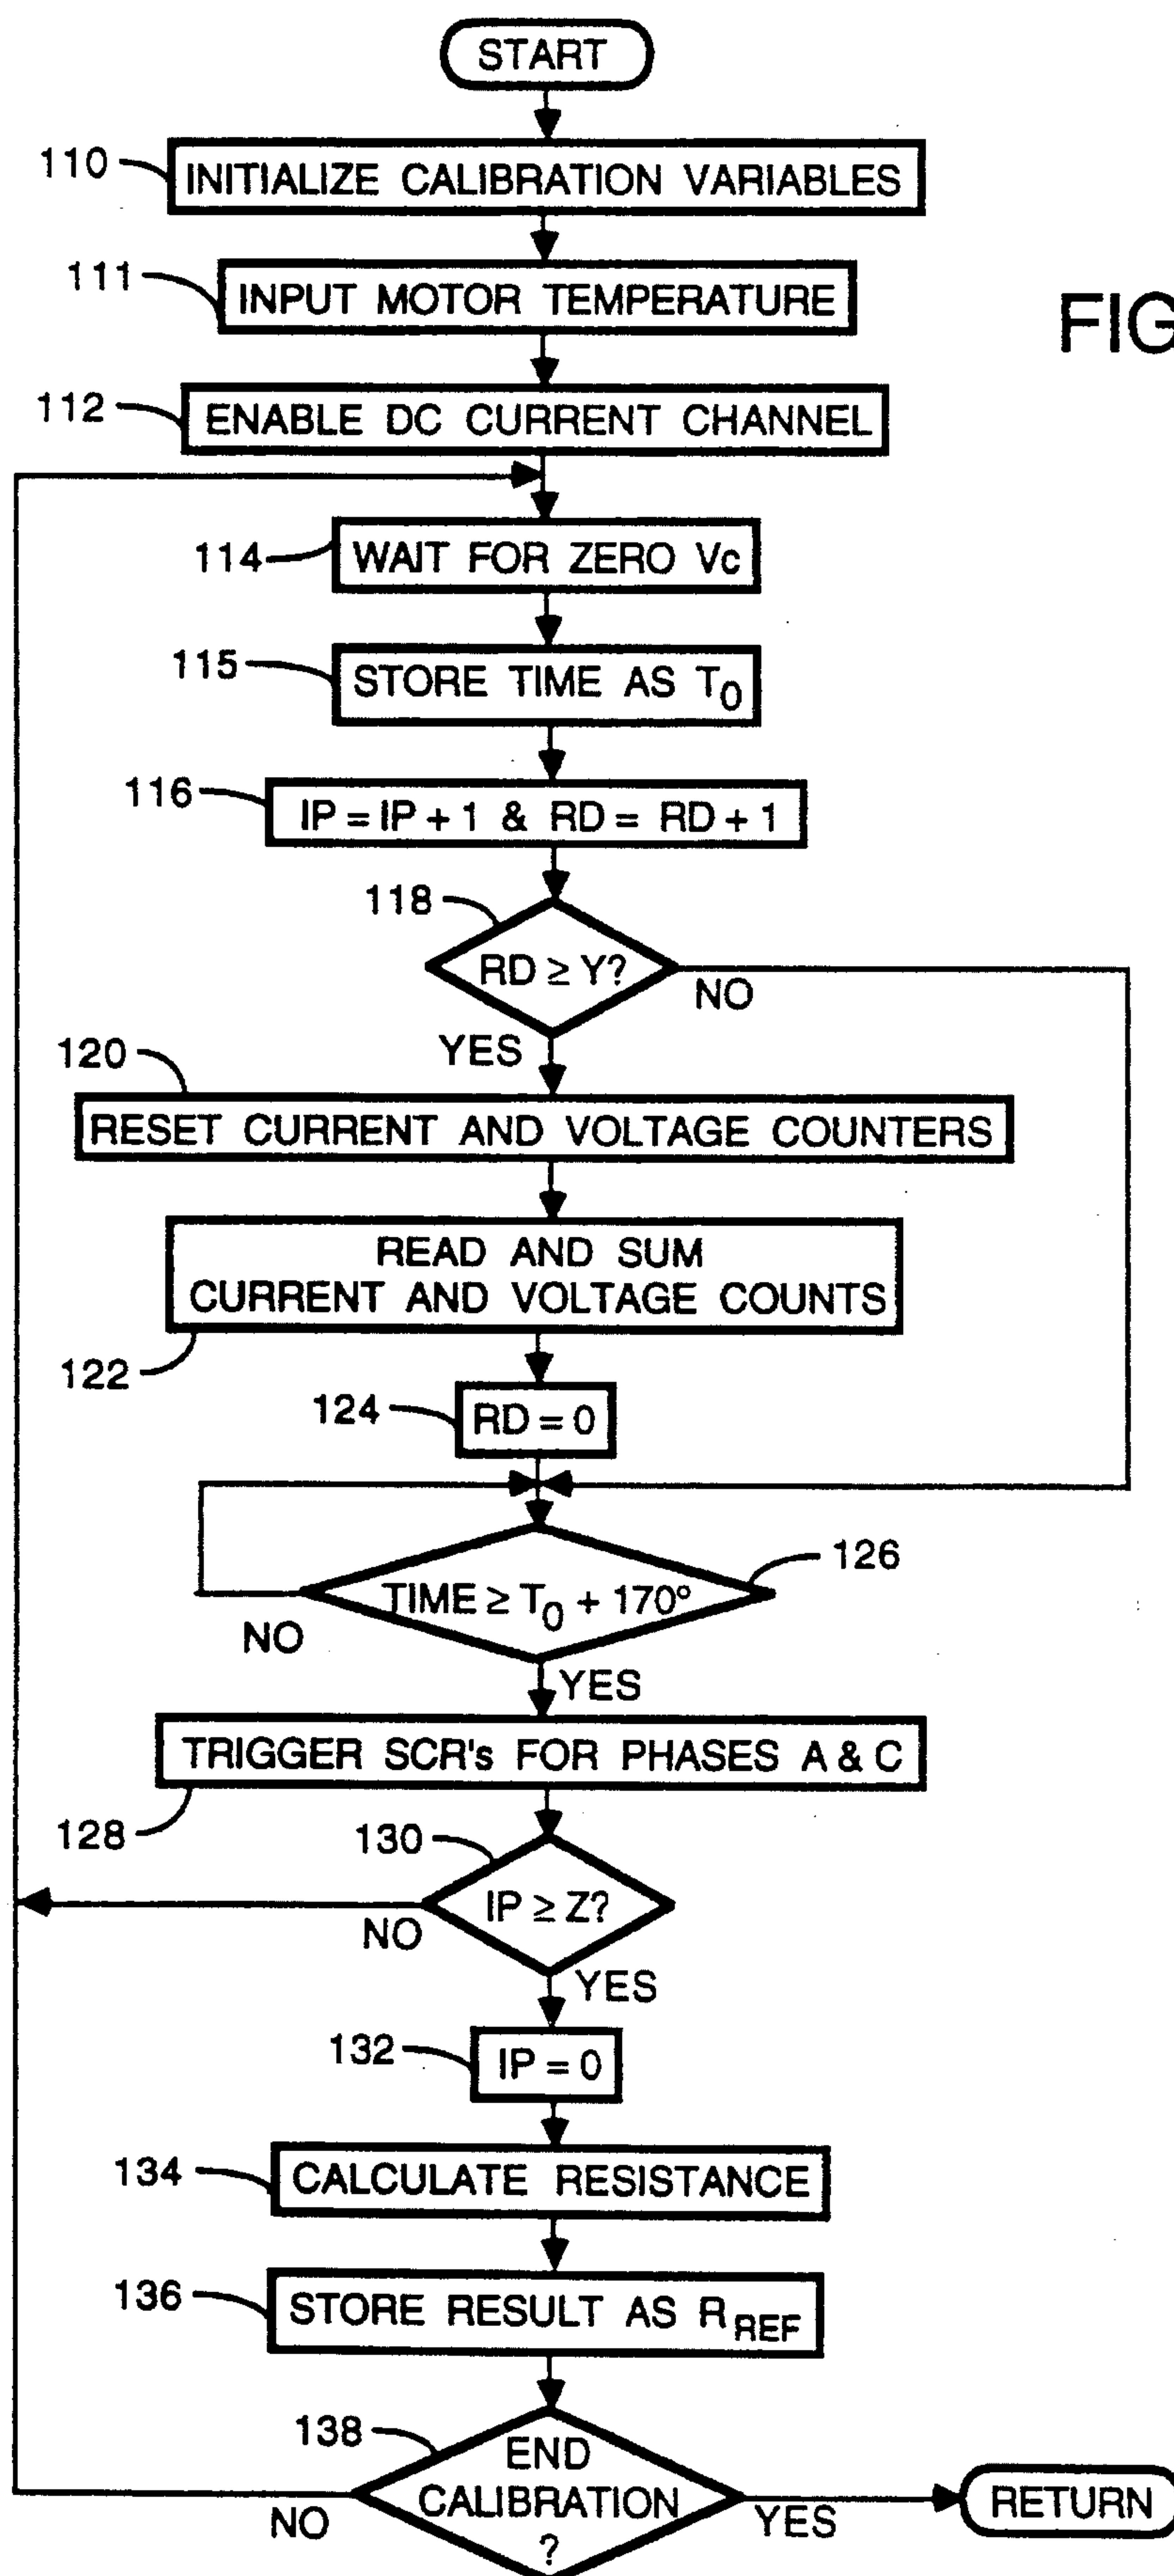 START
110
INITIALIZE CALIBRATION VARIABLES
111
INPUT MOTOR TEMPERATURE
FIG
112
ENABLE DC CURRENT CHANNEL
114
WAIT FOR ZERO Vc
115
STORE TIME AS T0
116
IP = IP + 1 & RD = RD + 1
118
RD ≥ Y?
NO
YES
120
RESET CURRENT AND VOLTAGE COUNTERS
READ AND SUM
CURRENT AND VOLTAGE COUNTS
122
124
RD = 0
126
TIME ≥ T0 + 170°
NO
YES
TRIGGER SCR's FOR PHASES A & C
128
130
IP ≥ Z?
NO
YES
132
IP = 0
134
CALCULATE RESISTANCE
136
STORE RESULT AS R REF
138
END
CALIBRATION
?
NO
YES
RETURN